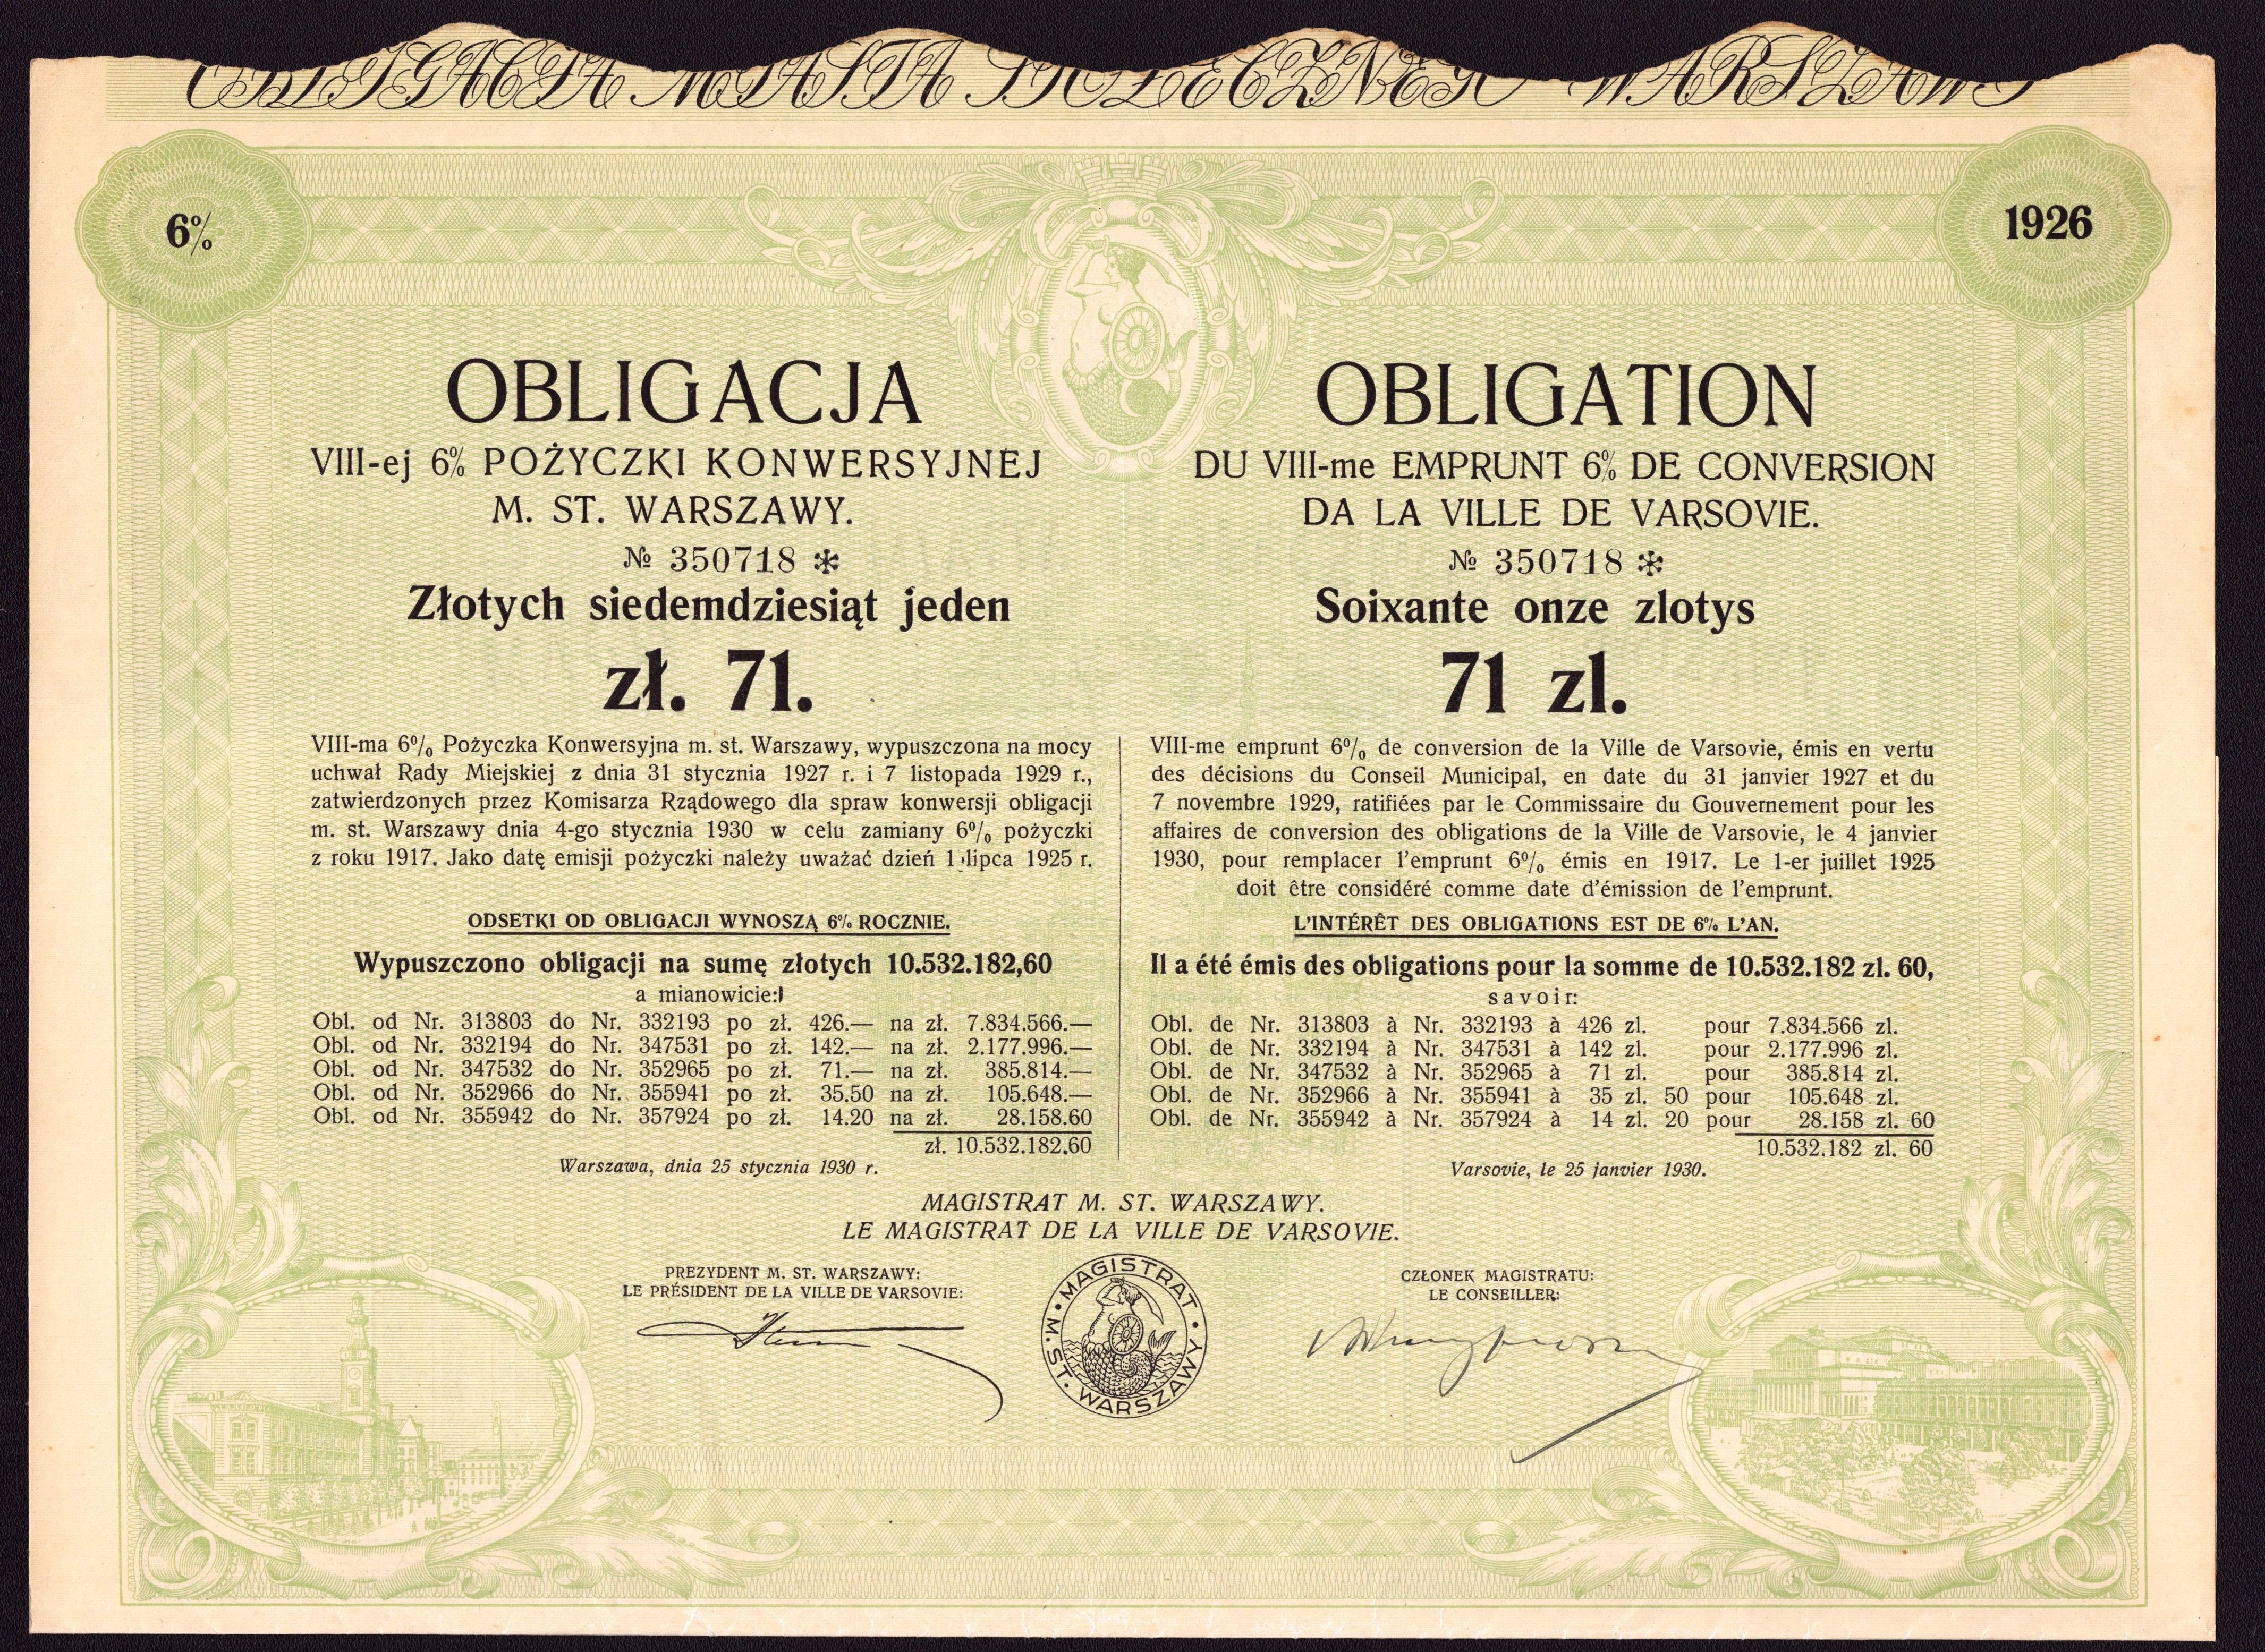 OBLIGACJA MIASTA STOŁECZNEGO WARSZAWY
6%
1926
OBLIGACJA
VIII-ej 6% POŻYCZKI KONWERSYJNEJ
M. ST. WARSZAWY.
№ 350718 ✻
Złotych siedemdziesiąt jeden
zł. 71.
VIII-ma 6% Pożyczka Konwersyjna m. st. Warszawy, wypuszczona na mocy
uchwał Rady Miejskiej z dnia 31 stycznia 1927 r. i 7 listopada 1929 r.,
zatwierdzonych przez Komisarza Rządowego dla spraw konwersji obligacji
m. st. Warszawy dnia 4-go stycznia 1930 w celu zamiany 6% pożyczki
z roku 1917. Jako datę emisji pożyczki należy uważać dzień 1 lipca 1925 r.
ODSETKI OD OBLIGACJI WYNOSZĄ 6% ROCZNIE.
Wypuszczono obligacji na sumę złotych 10.532.182,60
a mianowicie:
Obl. od Nr. 313803 do Nr. 332193 po zł. 426.— na zł. 7.834.566.—
Obl. od Nr. 332194 do Nr. 347531 po zł. 142.— na zł. 2.177.996.—
Obl. od Nr. 347532 do Nr. 352965 po zł. 71.— na zł. 385.814.—
Obl. od Nr. 352966 do Nr. 355941 po zł. 35.50 na zł. 105.648.—
Obl. od Nr. 355942 do Nr. 357924 po zł. 14.20 na zł. 28.158.60
zł. 10.532.182.60
Warszawa, dnia 25 stycznia 1930 r.
OBLIGATION
DU VIII-me EMPRUNT 6% DE CONVERSION
DA LA VILLE DE VARSOVIE.
№ 350718 ✻
Soixante onze zlotys
71 zl.
VIII-me emprunt 6% de conversion de la Ville de Varsovie, émis en vertu
des décisions du Conseil Municipal, en date du 31 janvier 1927 et du
7 novembre 1929, ratifiées par le Commissaire du Gouvernement pour les
affaires de conversion des obligations de la Ville de Varsovie, le 4 janvier
1930, pour remplacer l'emprunt 6% émis en 1917. Le 1-er juillet 1925
doit être considéré comme date d'émission de l'emprunt.
L'INTÉRÊT DES OBLIGATIONS EST DE 6% L'AN.
Il a été émis des obligations pour la somme de 10.532.182 zl. 60,
savoir:
Obl. de Nr. 313803 à Nr. 332193 à 426 zl. pour 7.834.566 zl.
Obl. de Nr. 332194 à Nr. 347531 à 142 zl. pour 2.177.996 zl.
Obl. de Nr. 347532 à Nr. 352965 à 71 zl. pour 385.814 zl.
Obl. de Nr. 352966 à Nr. 355941 à 35 zl. 50 pour 105.648 zl.
Obl. de Nr. 355942 à Nr. 357924 à 14 zl. 20 pour 28.158 zl. 60
10.532.182 zl. 60
Varsovie, le 25 janvier 1930.
MAGISTRAT M. ST. WARSZAWY.
LE MAGISTRAT DE LA VILLE DE VARSOVIE.
PREZYDENT M. ST. WARSZAWY:
LE PRÉSIDENT DE LA VILLE DE VARSOVIE:
MAGISTRAT • M. ST. WARSZAWY •
CZŁONEK MAGISTRATU:
LE CONSEILLER: